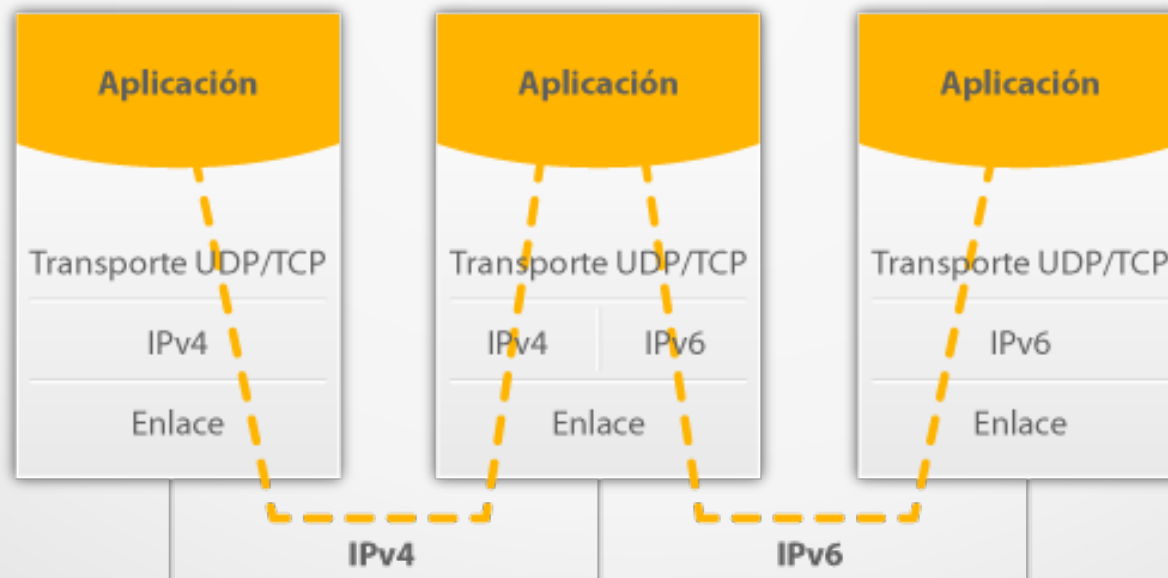 Aplicación
Transporte UDP/TCP
IPv4
Enlace
Aplicación
Transporte UDP/TCP
IPv4 IPv6
Enlace
Aplicación
Transporte UDP/TCP
IPv6
Enlace
IPv4
IPv6